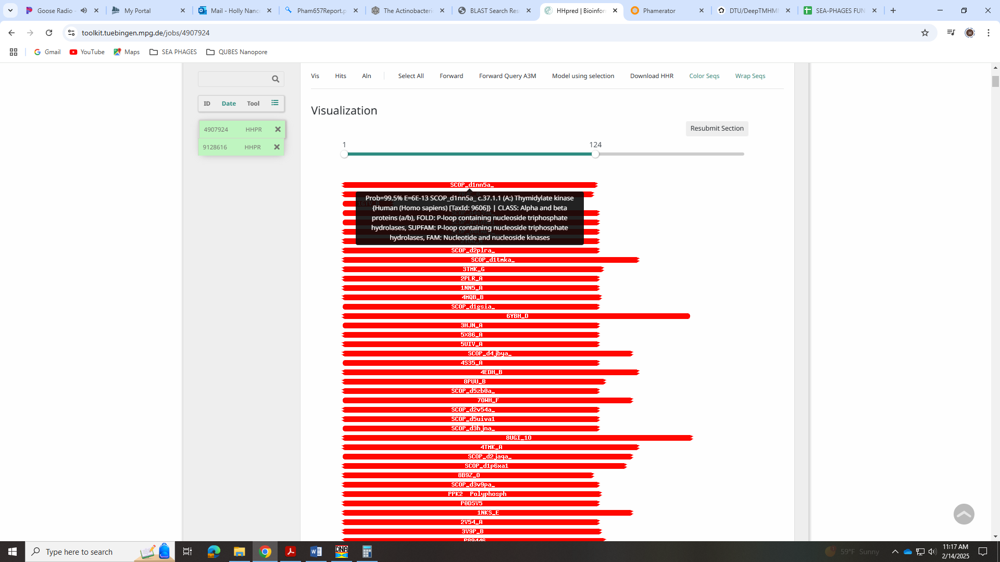 Goose Radio -
My Portal
Mail - Holly Nanc
Pham657Report.p
The Actinobacteri
BLAST Search Res
HHpred | Bioinfor
Phamerator
DTU/DeepTMHM
SEA-PHAGES FUN
toolkit.tuebingen.mpg.de/jobs/4907924
H
Gmail
YouTube
Maps
SEA PHAGES
QUBES Nanopore
Vis
Hits
Aln
Select All
Forward
Forward Query A3M
Model using selection
Download HHR
Color Seqs
Wrap Seqs
ID
Date
Tool
4907924
HHPR
9128616
HHPR
Visualization
Resubmit Section
1
124
SCOP_d1nn5a_
Prob=99.5% E=6E-13 SCOP_d1nn5a_ c.37.1.1 (A:) Thymidylate kinase
{Human (Homo sapiens) [TaxId: 9606]} | CLASS: Alpha and beta
proteins (a/b), FOLD: P-loop containing nucleoside triphosphate
hydrolases, SUPFAM: P-loop containing nucleoside triphosphate
hydrolases, FAM: Nucleotide and nucleoside kinases
SCOP_d2plra_
SCOP_d1tmka_
3TMK_G
2PLR_A
1NN5_A
4MQB_B
SCOP_d1gsia_
6YBH_D
3HJN_A
5X86_A
5UIV_A
SCOP_d4jbya_
4S35_A
4EDH_B
8PUU_B
SCOP_d5zb0a_
7OWH_F
SCOP_d2v54a_
SCOP_d5uiva1
SCOP_d3hjna_
8UGI_1O
4TMK_A
SCOP_d2jaqa_
SCOP_d1p6xa1
8B9Z_O
SCOP_d3v9pa_
PPK2 Polyphosph
P0DSV5
1NKS_E
2V54_A
3V9P_B
P89446
Type here to search
DNA
59°F Sunny
11:17 AM
2/14/2025